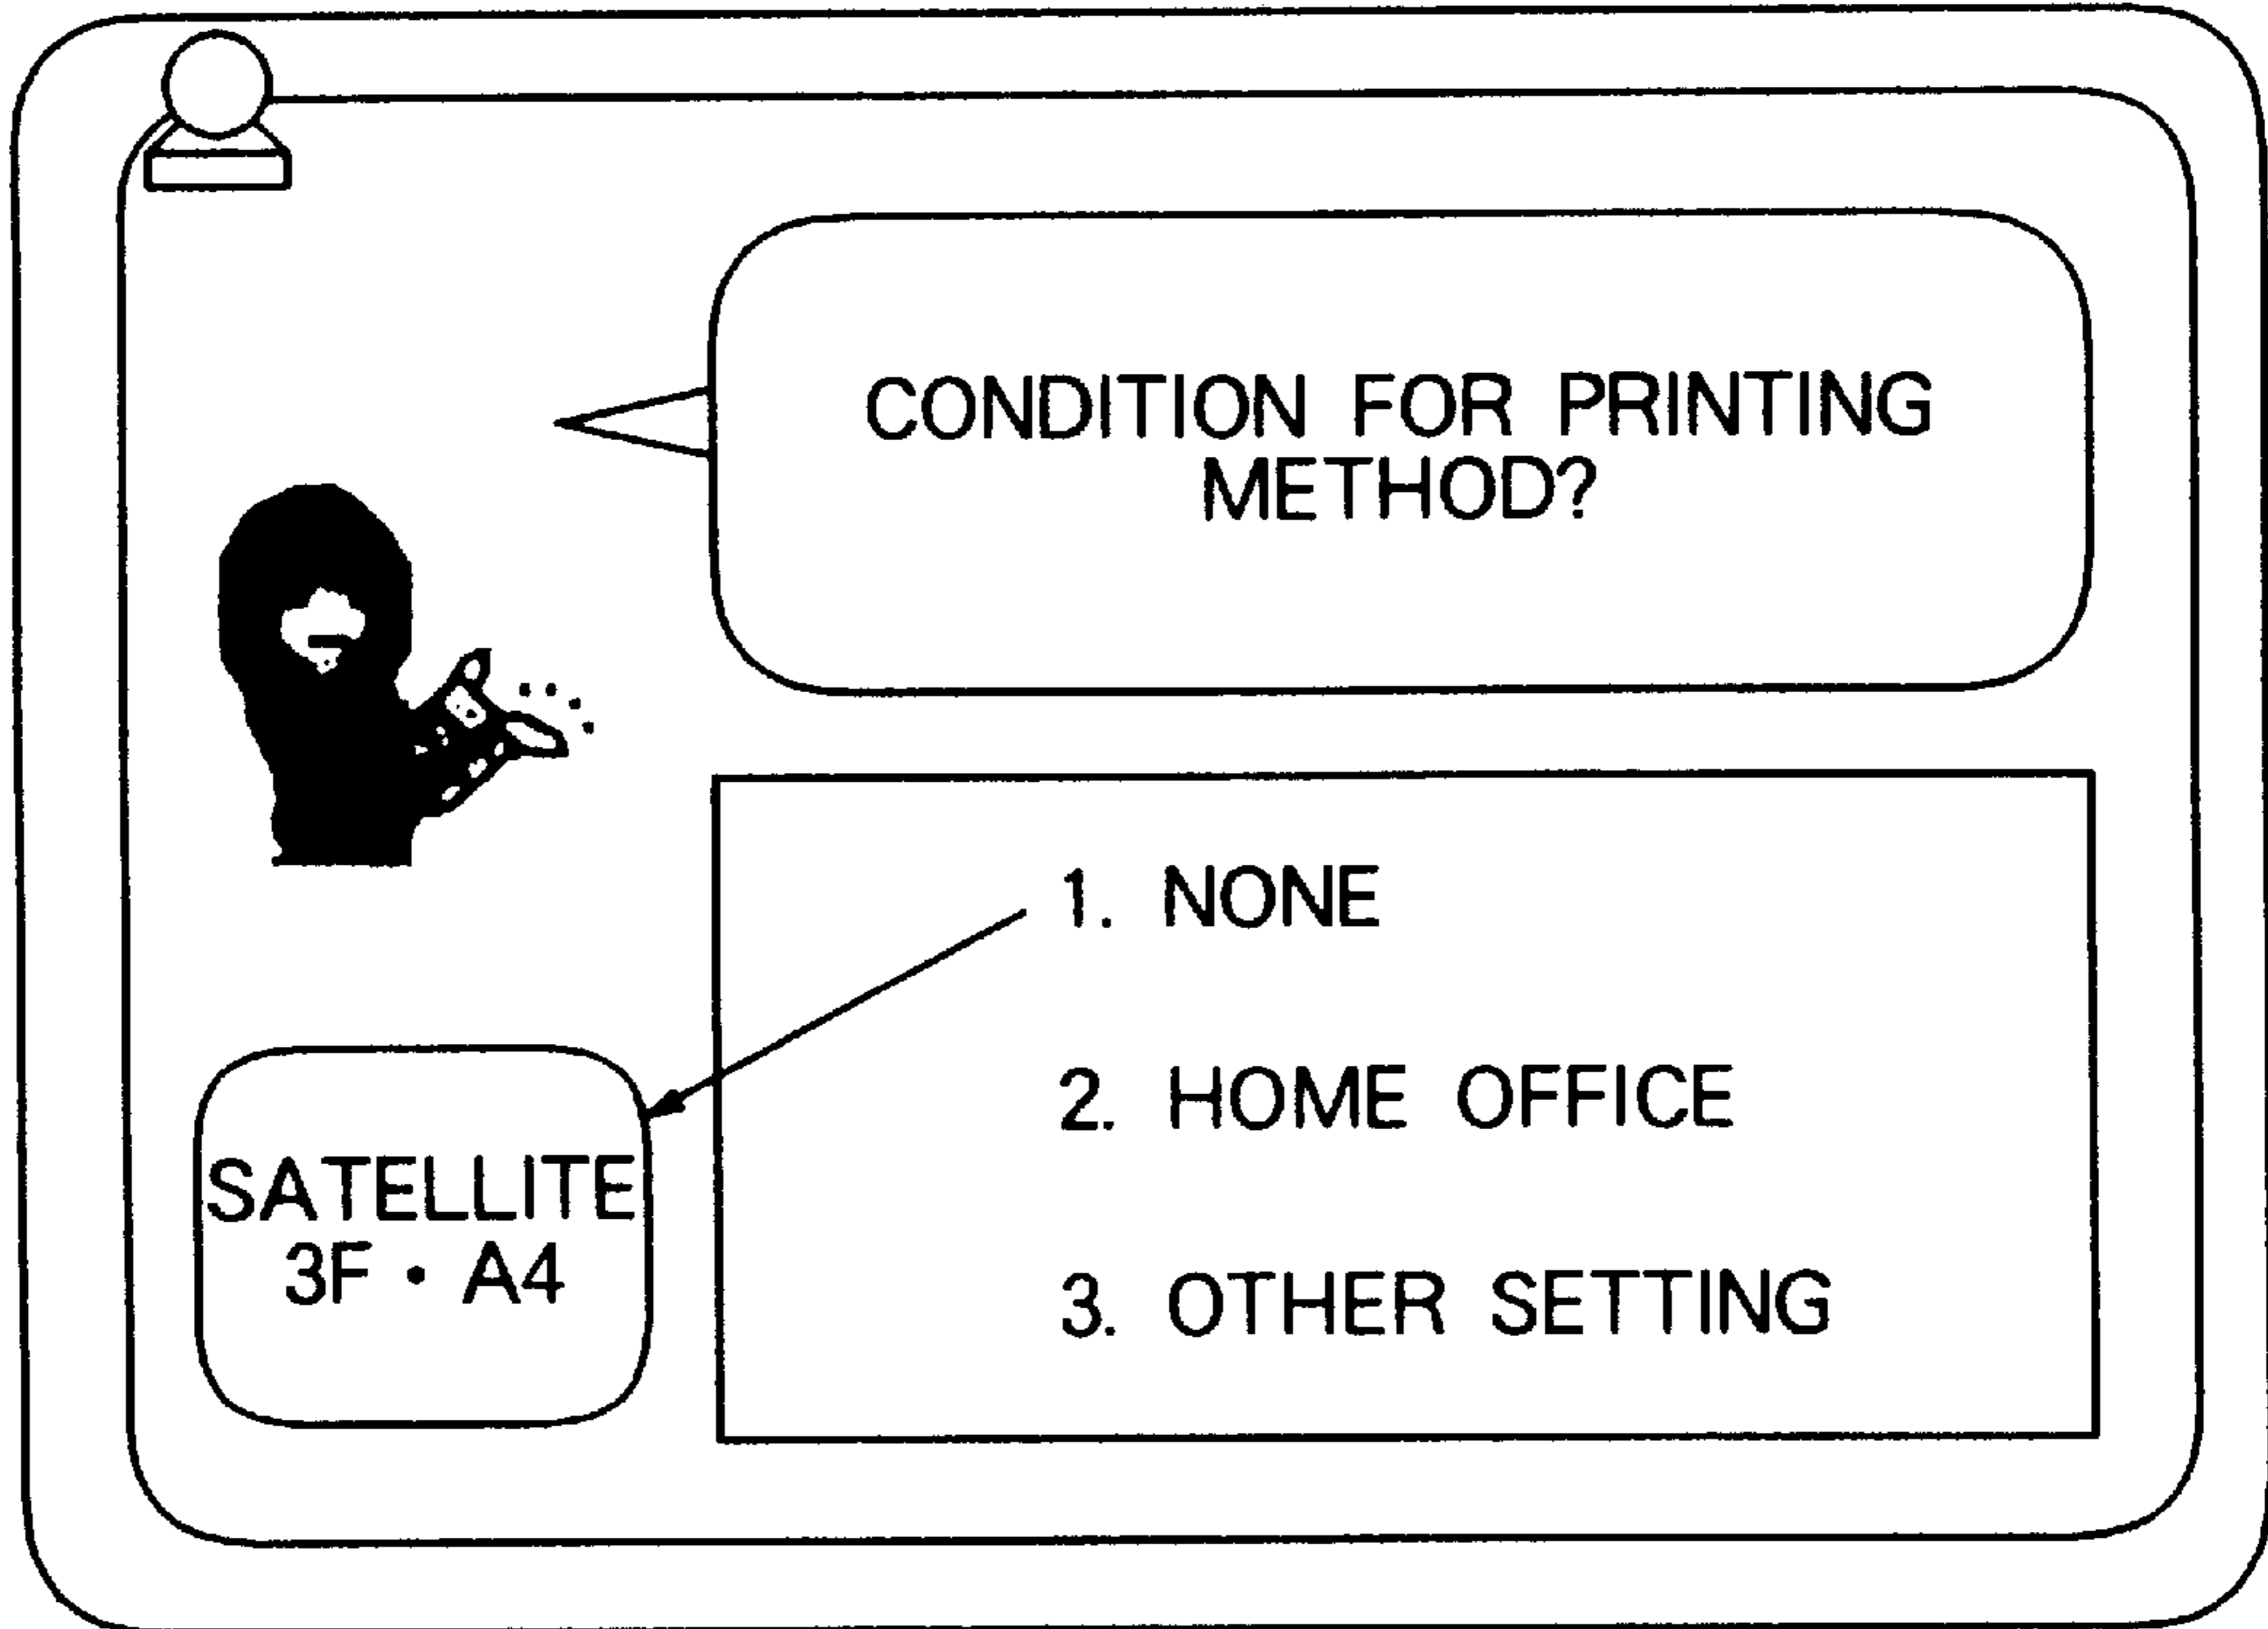 CONDITION FOR PRINTING
METHOD?
1. NONE
2. HOME OFFICE
3. OTHER SETTING
SATELLITE
3F • A4